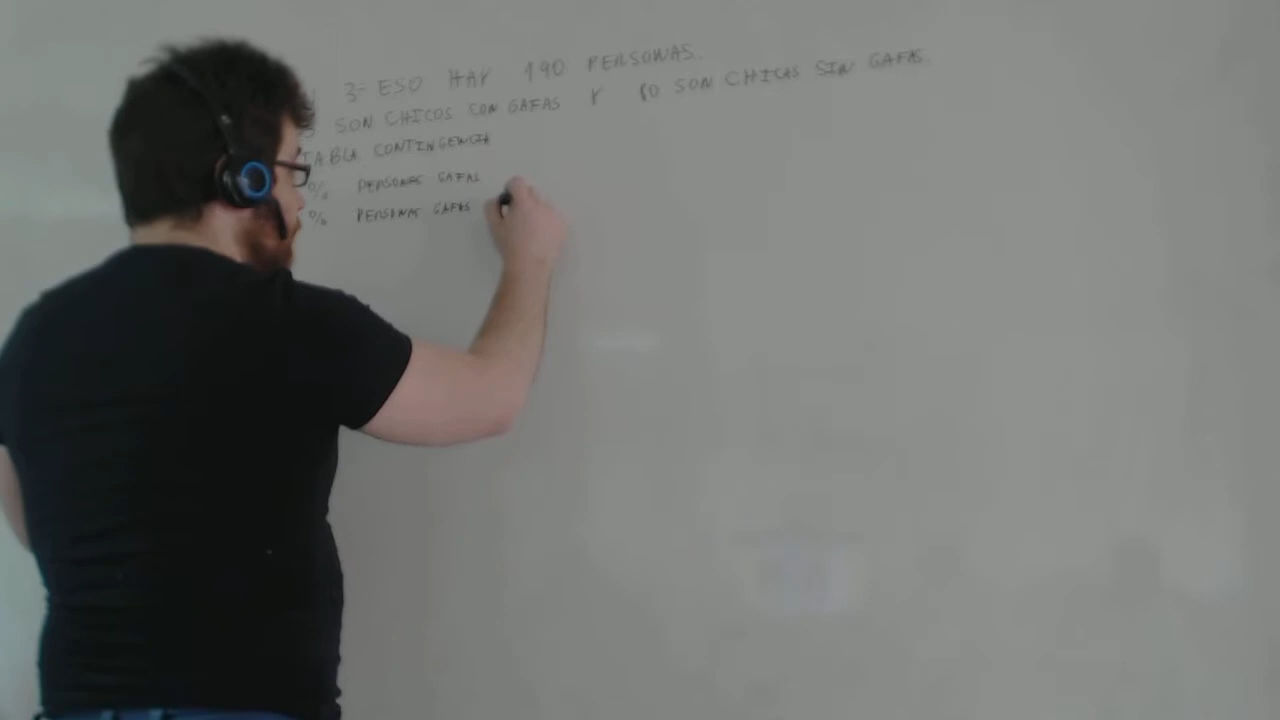 3º ESO HAY 190 PERSONAS.
SON CHICOS CON GAFAS Y SON CHICAS SIN GAFAS.
TABLA CONTINGENCIA
% PERSONAS GAFAS
% PERSONAS GAFAS